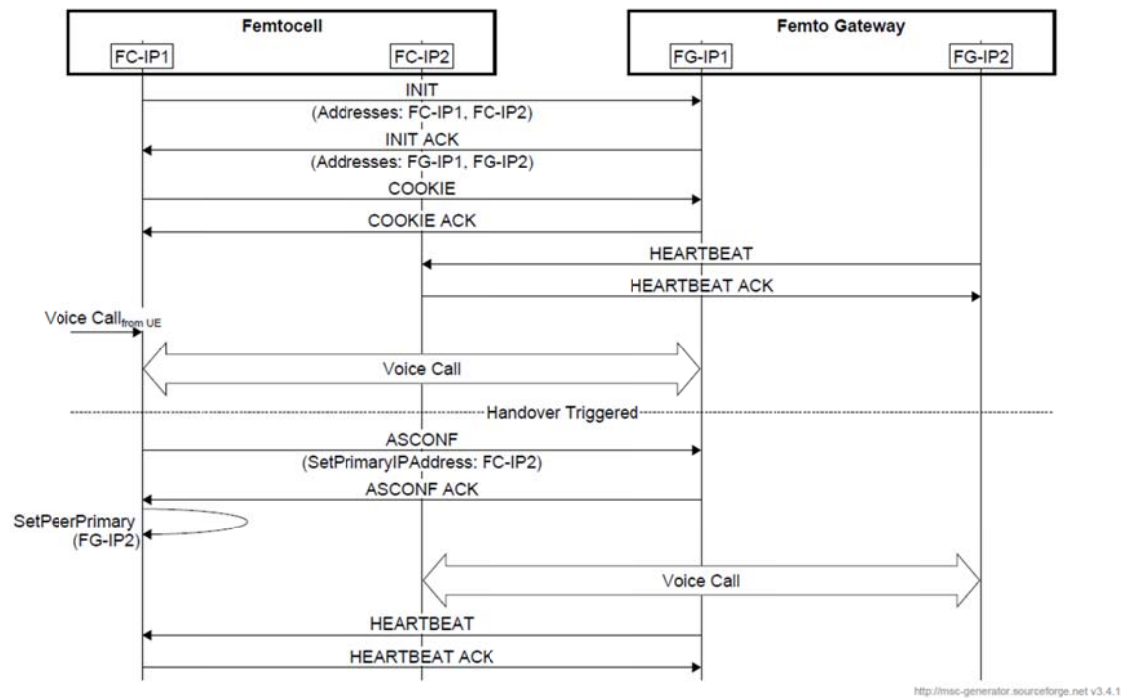 Femtocell
Femto Gateway
FC-IP1
FC-IP2
FG-IP1
FG-IP2
INIT
(Addresses: FC-IP1, FC-IP2)
INIT ACK
(Addresses: FG-IP1, FG-IP2)
COOKIE
COOKIE ACK
HEARTBEAT
HEARTBEAT ACK
Voice Call from UE
Voice Call
Handover Triggered
ASCONF
(SetPrimaryIPAddress: FC-IP2)
ASCONF ACK
SetPeerPrimary
(FG-IP2)
Voice Call
HEARTBEAT
HEARTBEAT ACK
http://msc-generator.sourceforge.net v3.4.1